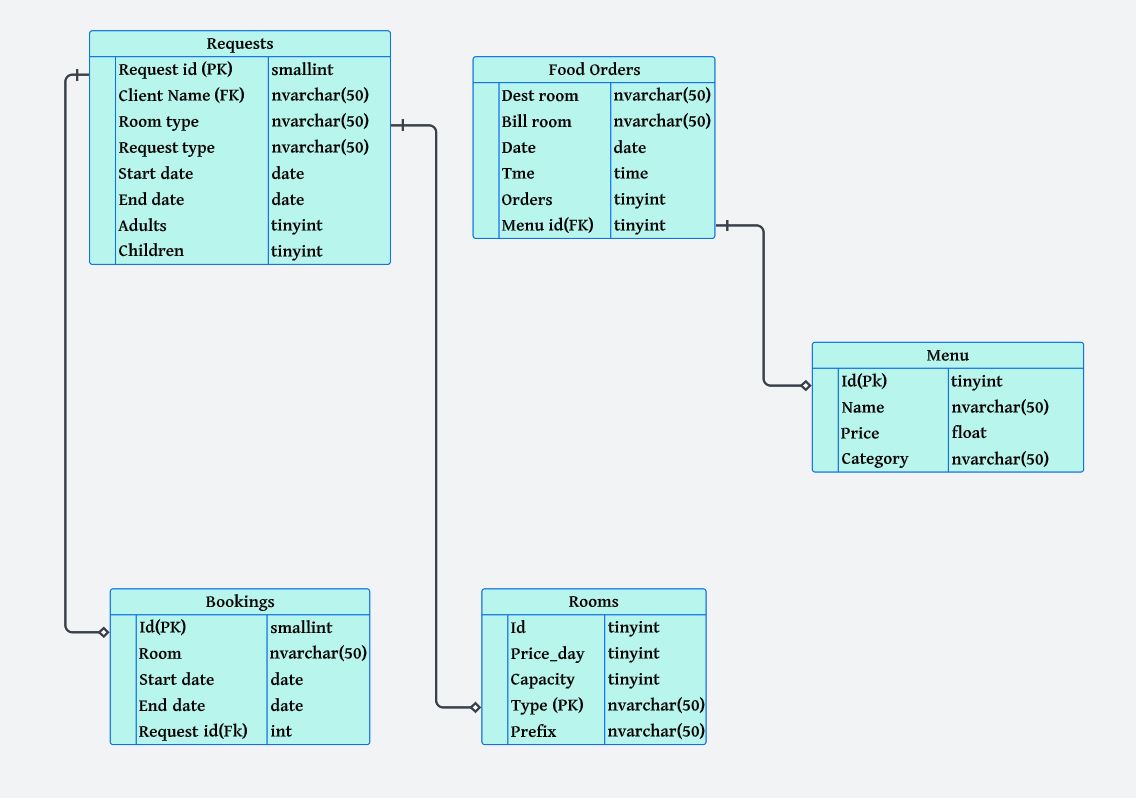 Requests
Request id (PK) smallint
Client Name (FK) nvarchar(50)
Room type nvarchar(50)
Request type nvarchar(50)
Start date date
End date date
Adults tinyint
Children tinyint
Food Orders
Dest room nvarchar(50)
Bill room nvarchar(50)
Date date
Tme time
Orders tinyint
Menu id(FK) tinyint
Menu
Id(Pk) tinyint
Name nvarchar(50)
Price float
Category nvarchar(50)
Bookings
Id(PK) smallint
Room nvarchar(50)
Start date date
End date date
Request id(Fk) int
Rooms
Id tinyint
Price_day tinyint
Capacity tinyint
Type (PK) nvarchar(50)
Prefix nvarchar(50)